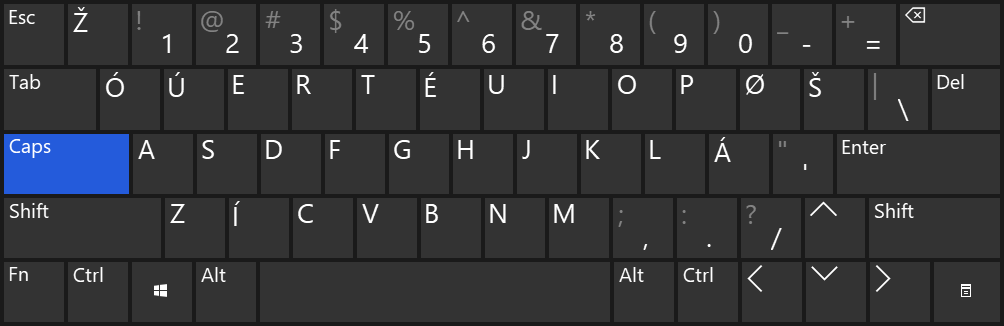 Esc Ž ! 1 @ 2 # 3 $ 4 % 5 ^ 6 & 7 * 8 ( 9 ) 0 _ - + =
Tab Ó Ú E R T É U I O P Ø Š | \ Del
Caps A S D F G H J K L Á " ' Enter
Shift Z Í C V B N M ; , : . ? / Shift
Fn Ctrl Alt Alt Ctrl